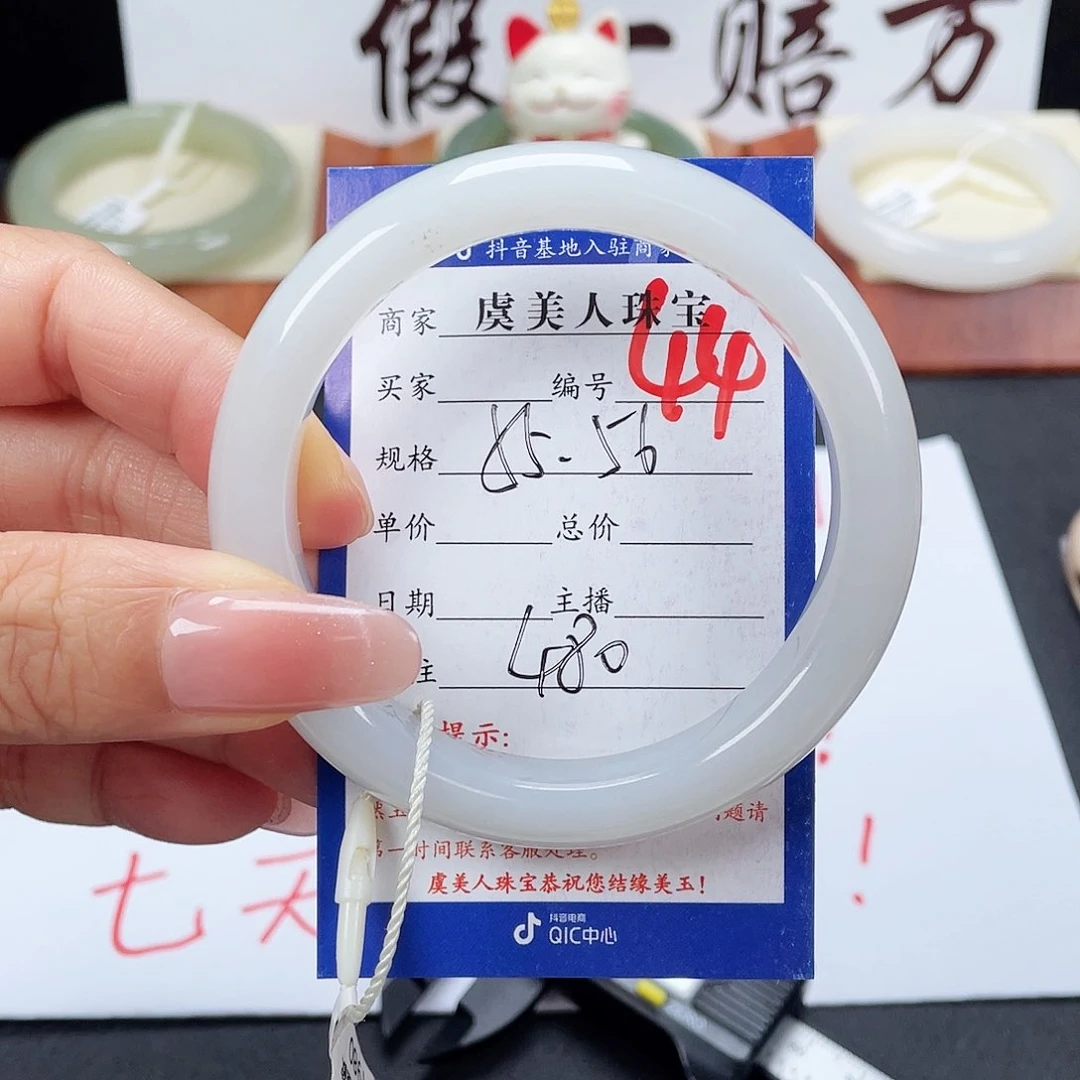 假一赔万
抖音基地入驻商家
商家 虞美人珠宝
买家 编号 44
规格 85-56
单价 总价
日期 主播
主 480
提示:
题请
第一时间联系客服处理。
虞美人珠宝恭祝您结缘美玉!
抖音电商
QIC中心
七天 !